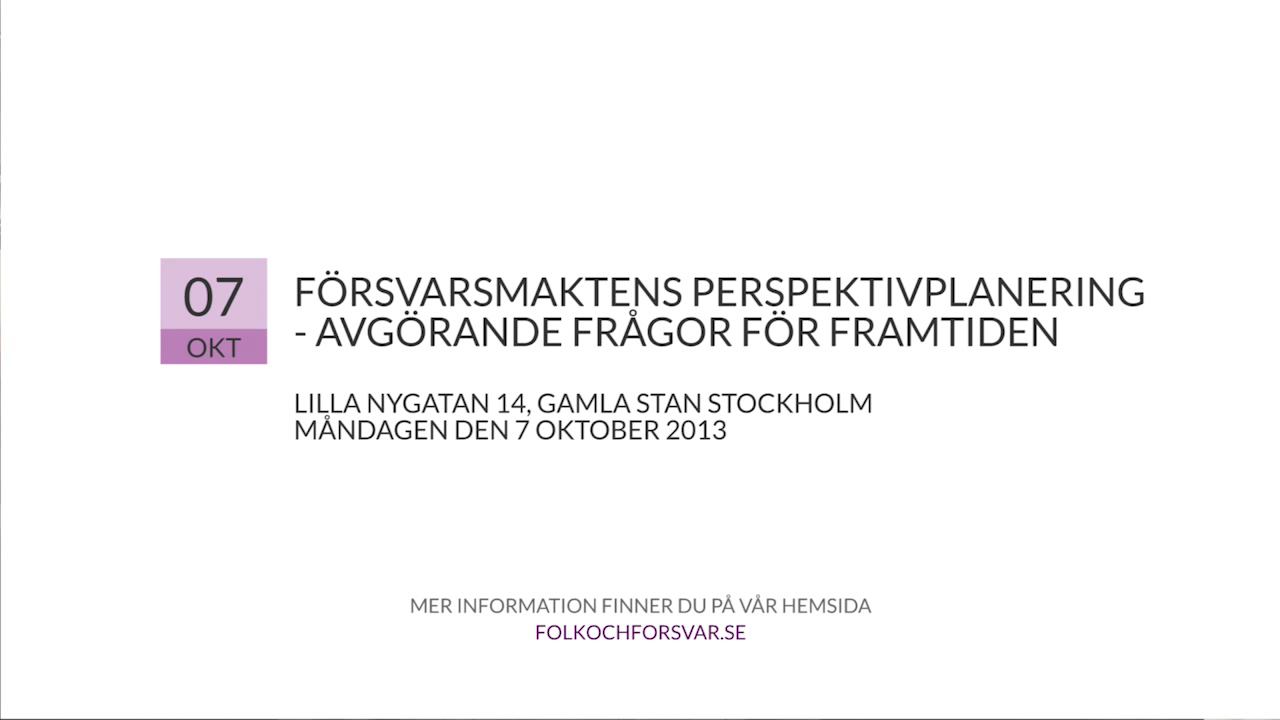 07
OKT
FÖRSVARSMAKTENS PERSPEKTIVPLANERING
- AVGÖRANDE FRÅGOR FÖR FRAMTIDEN
LILLA NYGATAN 14, GAMLA STAN STOCKHOLM
MÅNDAGEN DEN 7 OKTOBER 2013
MER INFORMATION FINNER DU PÅ VÅR HEMSIDA
FOLKOCHFORSVAR.SE